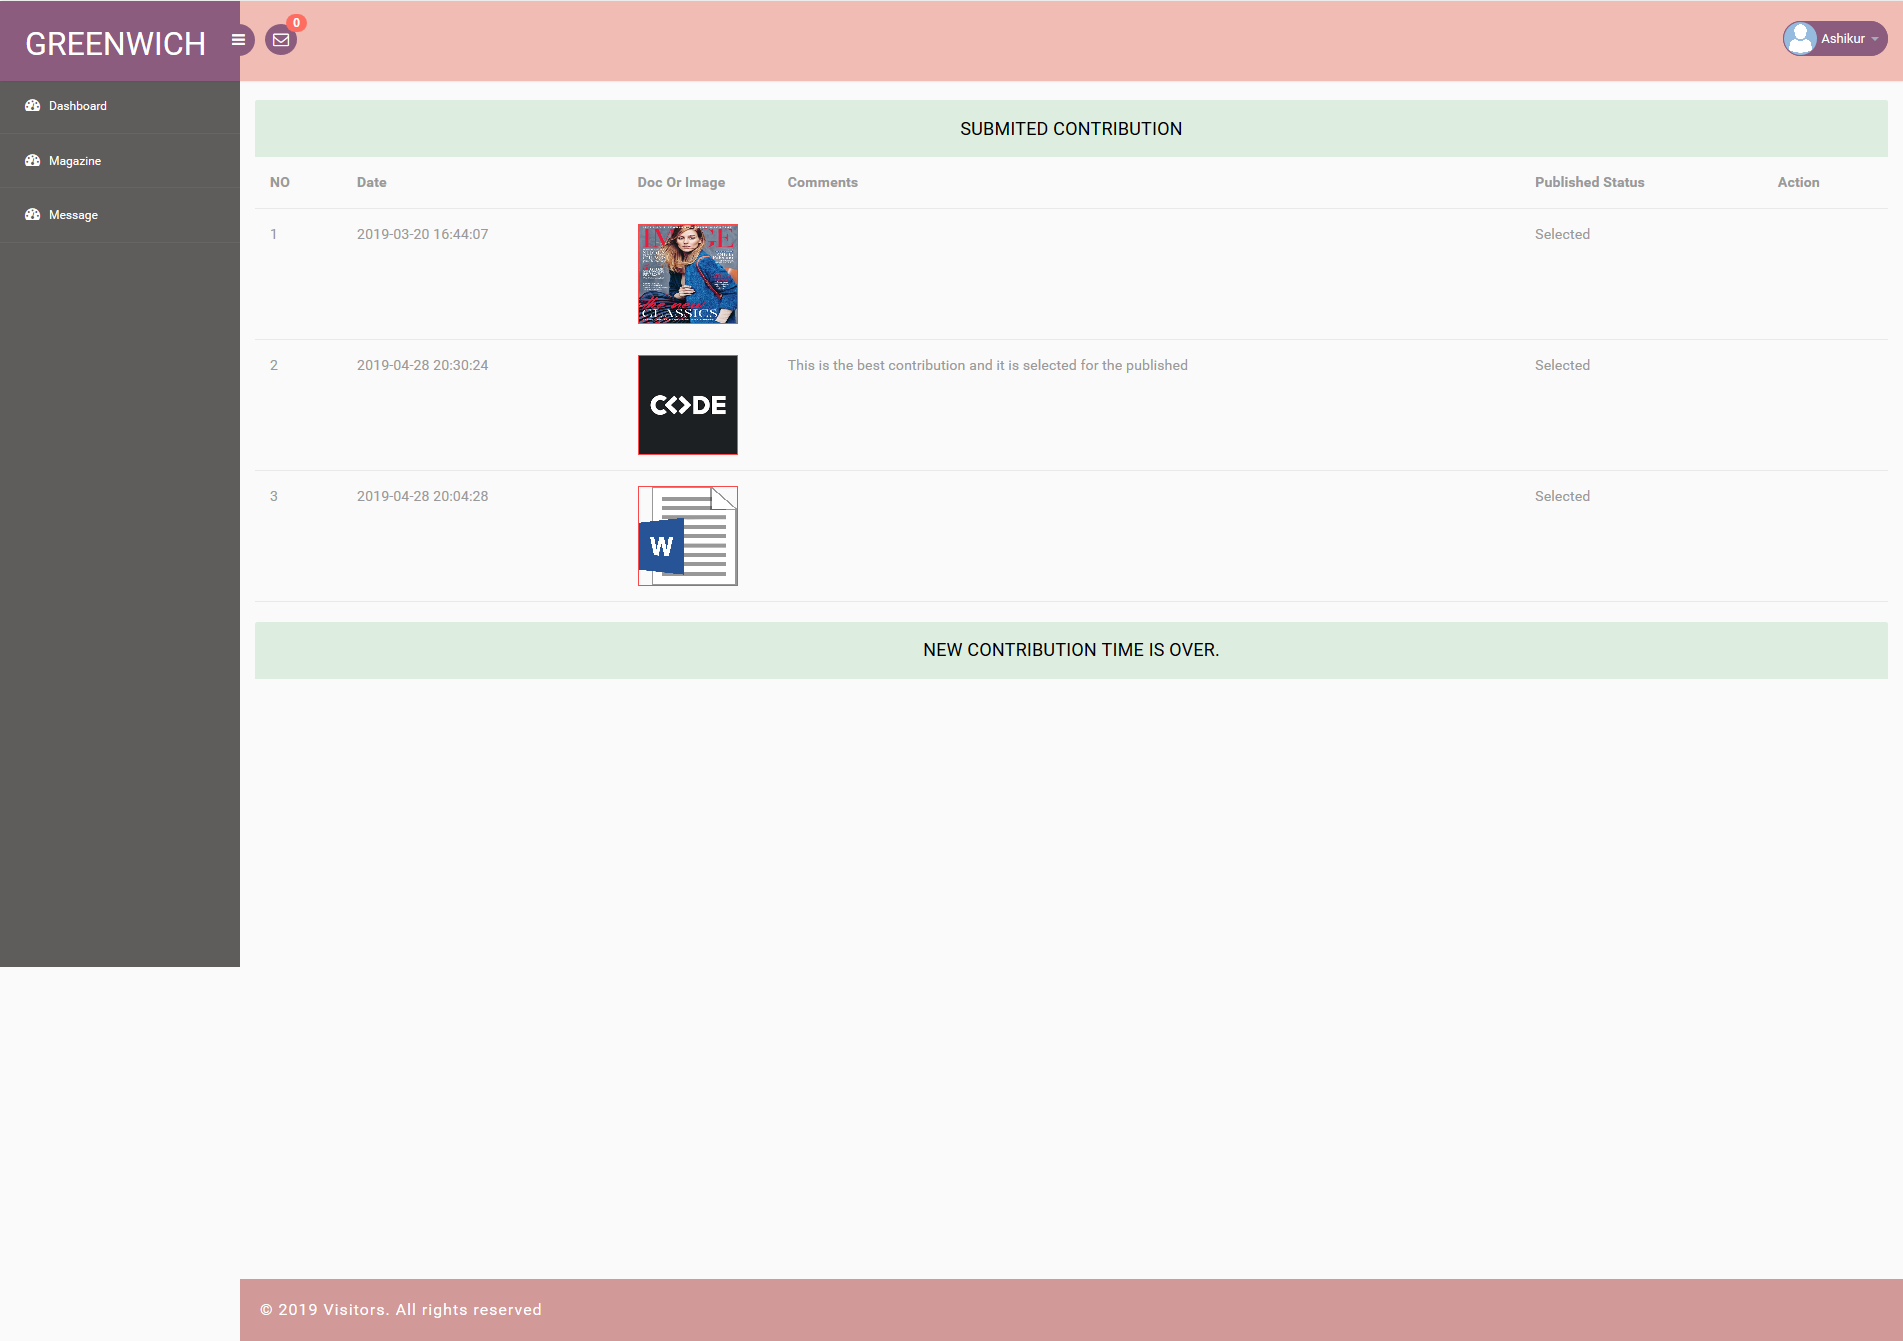 GREENWICH
0
Ashikur
Dashboard
Magazine
Message
SUBMITED CONTRIBUTION
NO Date Doc Or Image Comments Published Status Action
1 2019-03-20 16:44:07 Selected
IMAGE
the new
CLASSICS
2 2019-04-28 20:30:24 This is the best contribution and it is selected for the published Selected
C<>DE
3 2019-04-28 20:04:28 Selected
W
NEW CONTRIBUTION TIME IS OVER.
© 2019 Visitors. All rights reserved